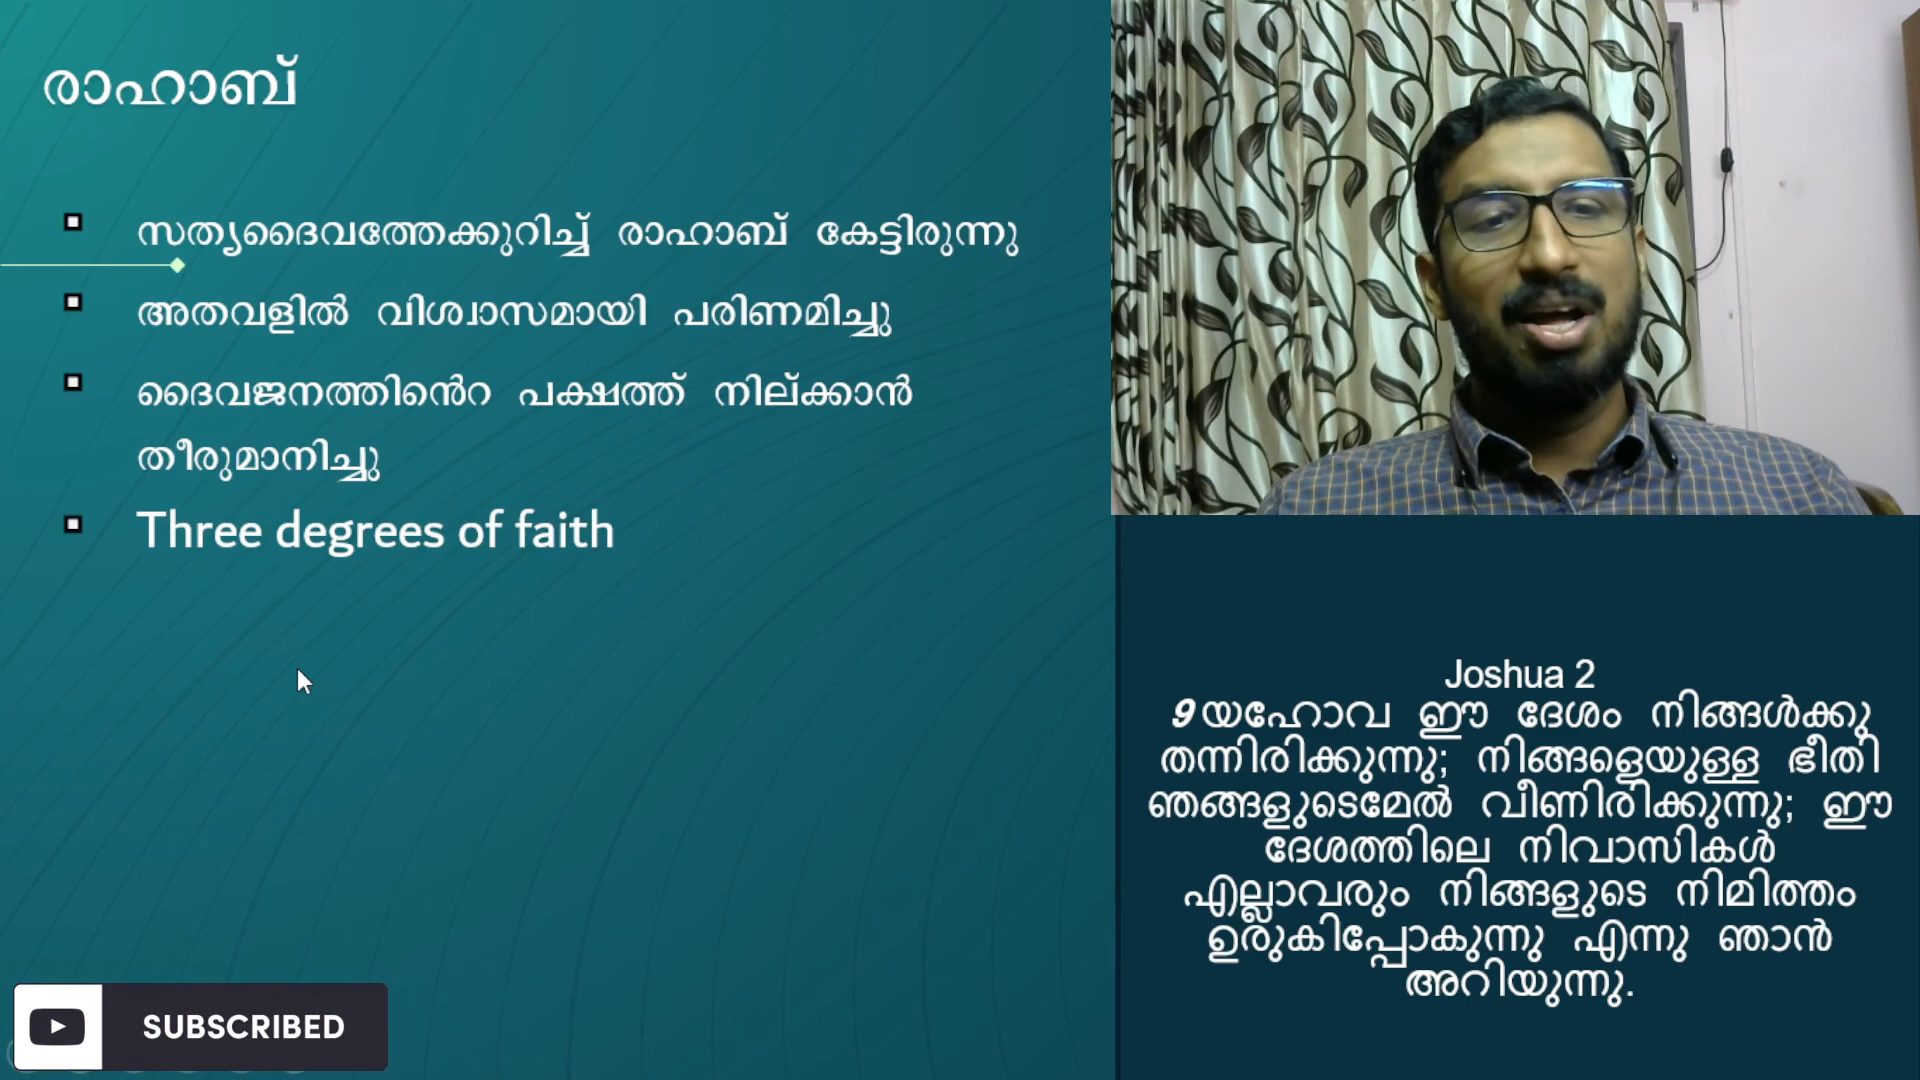 രാഹാബ്
സത്യദൈവത്തേക്കുറിച്ച് രാഹാബ് കേട്ടിരുന്നു
അതവളിൽ വിശ്വാസമായി പരിണമിച്ചു
ദൈവജനത്തിൻെറ പക്ഷത്ത് നില്ക്കാൻ
തീരുമാനിച്ചു
Three degrees of faith
Joshua 2
9 യഹോവ ഈ ദേശം നിങ്ങൾക്കു
തന്നിരിക്കുന്നു; നിങ്ങളെയുള്ള ഭീതി
ഞങ്ങളുടെമേൽ വീണിരിക്കുന്നു; ഈ
ദേശത്തിലെ നിവാസികൾ
എല്ലാവരും നിങ്ങളുടെ നിമിത്തം
ഉരുകിപ്പോകുന്നു എന്നു ഞാൻ
അറിയുന്നു.
SUBSCRIBED